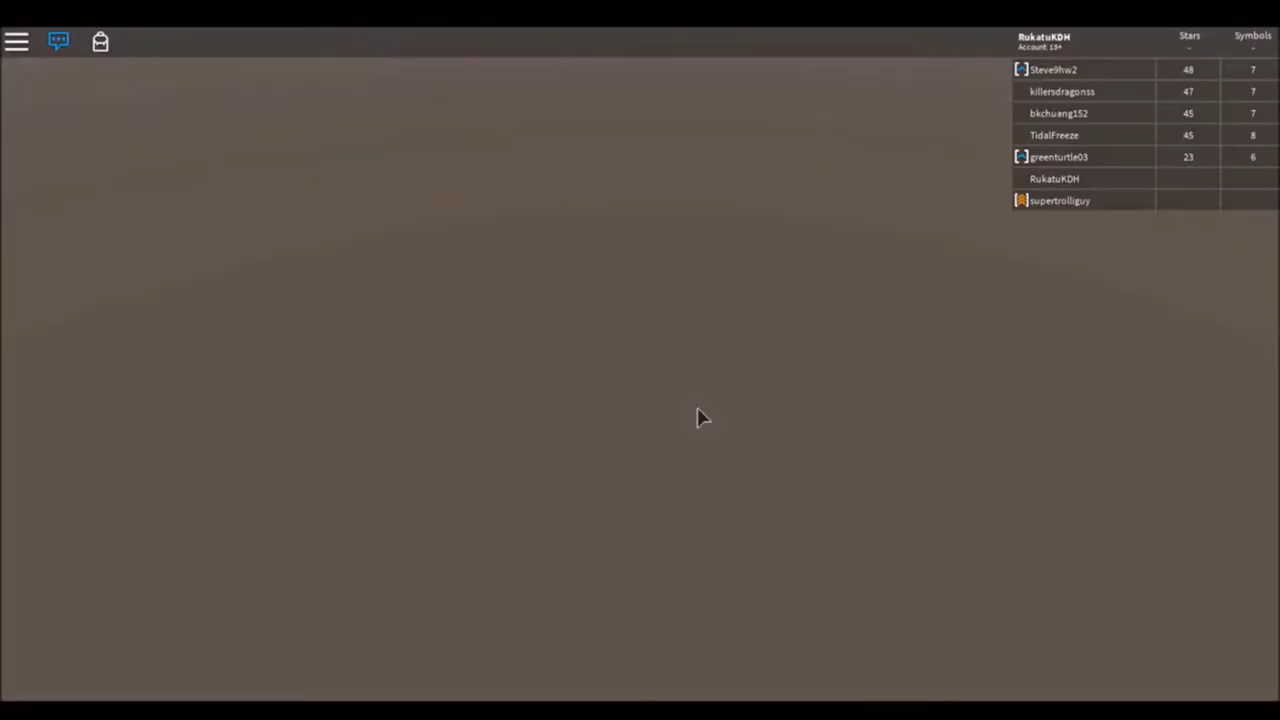 RukatuKDH Stars Symbols
Account: 13+ - -
Steve9hw2 48 7
killersdragonss 47 7
bkchuang152 45 7
TidalFreeze 45 8
greenturtle03 23 6
RukatuKDH
supertrolliguy